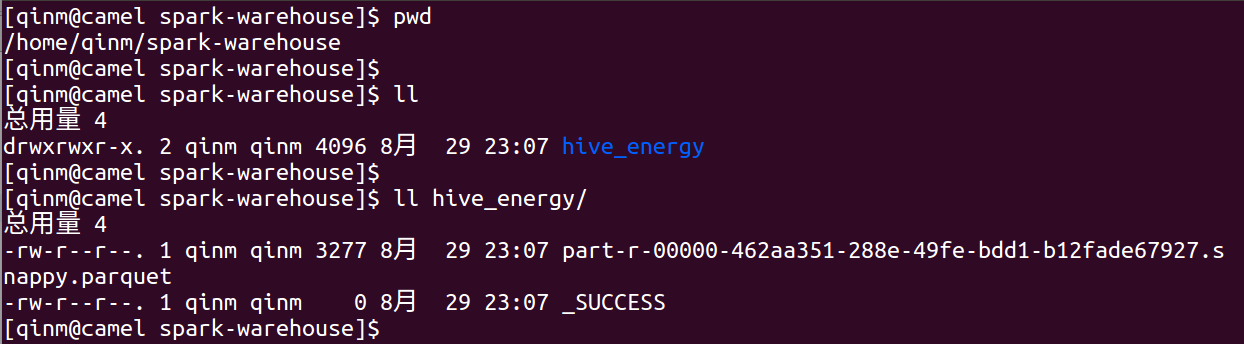 [qinm@camel spark-warehouse]$ pwd
/home/qinm/spark-warehouse
[qinm@camel spark-warehouse]$
[qinm@camel spark-warehouse]$ ll
总用量 4
drwxrwxr-x. 2 qinm qinm 4096 8月  29 23:07 hive_energy
[qinm@camel spark-warehouse]$
[qinm@camel spark-warehouse]$ ll hive_energy/
总用量 4
-rw-r--r--. 1 qinm qinm 3277 8月  29 23:07 part-r-00000-462aa351-288e-49fe-bdd1-b12fade67927.s
nappy.parquet
-rw-r--r--. 1 qinm qinm    0 8月  29 23:07 _SUCCESS
[qinm@camel spark-warehouse]$